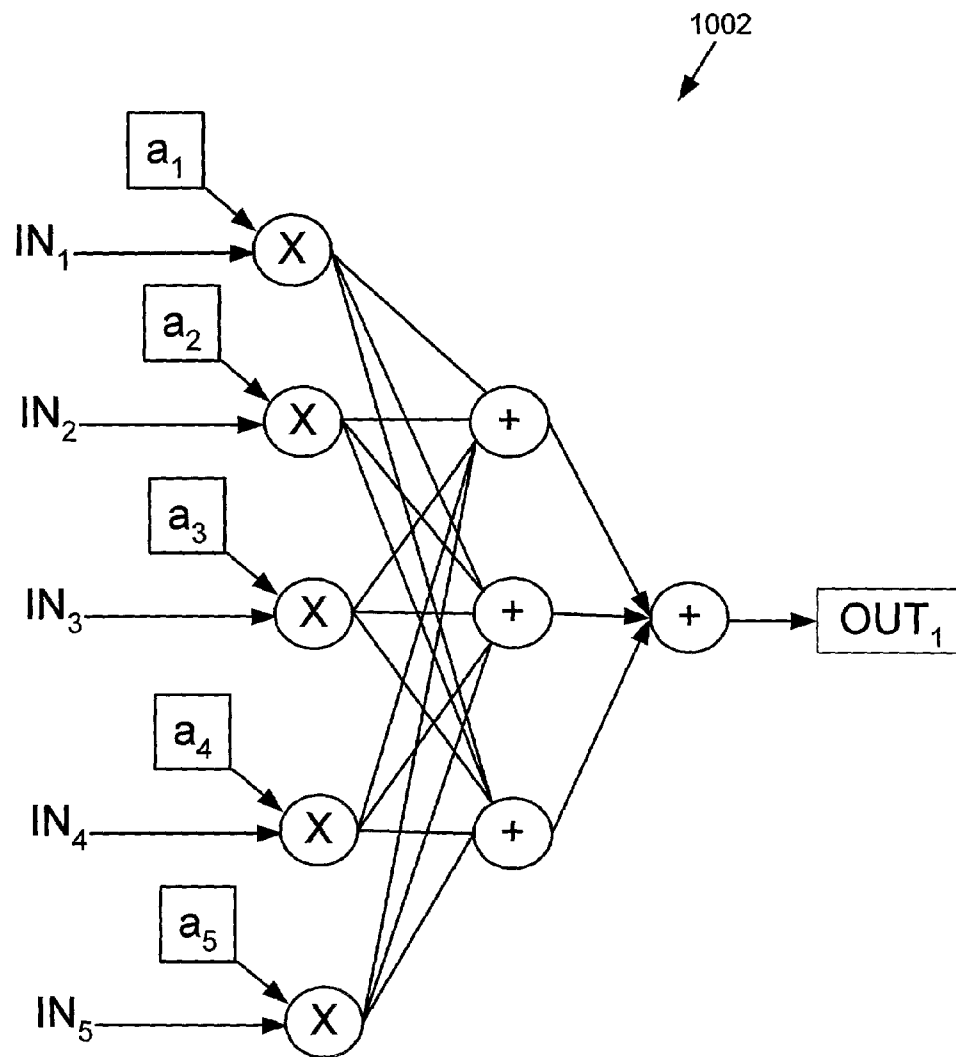 1002
a₁
IN₁ X
a₂
IN₂ X +
a₃
IN₃ X + + OUT₁
a₄
IN₄ X +
a₅
IN₅ X